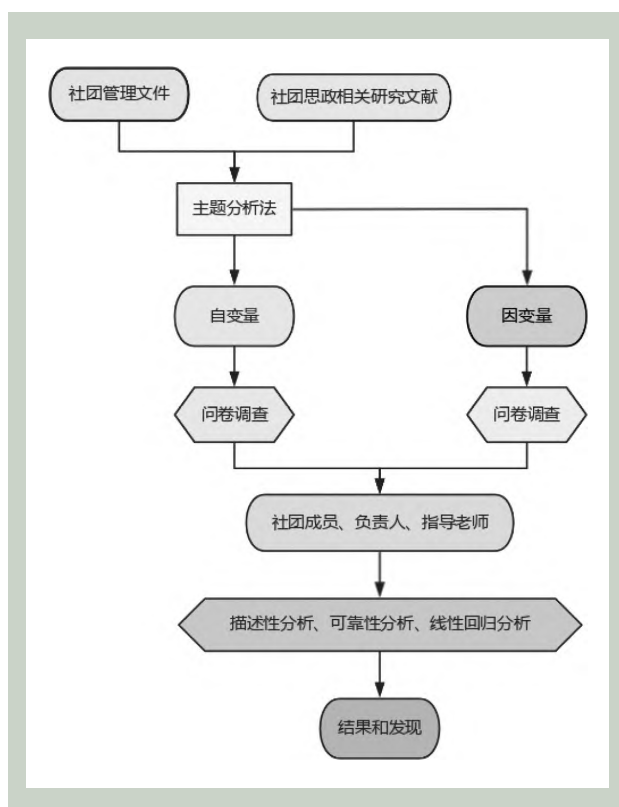 社团管理文件
社团思政相关研究文献
主题分析法
自变量
因变量
问卷调查
问卷调查
社团成员、负责人、指导老师
描述性分析、可靠性分析、线性回归分析
结果和发现